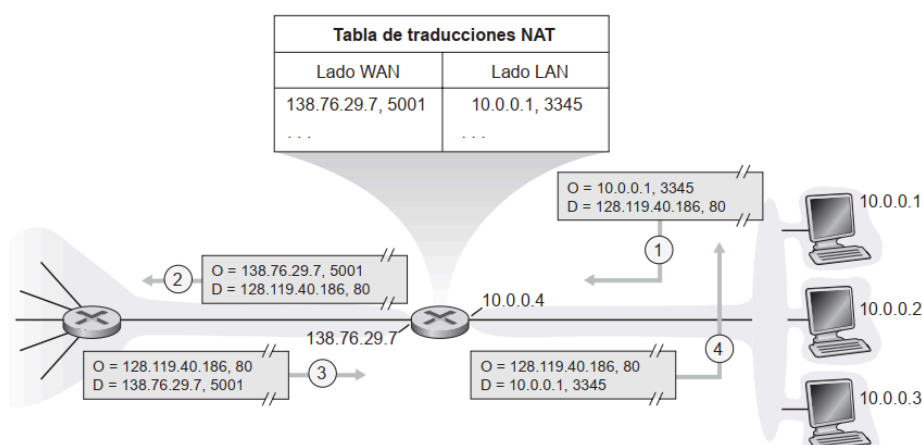 Tabla de traducciones NAT
Lado WAN
Lado LAN
138.76.29.7, 5001
10.0.0.1, 3345
. . .
. . .
O = 10.0.0.1, 3345
D = 128.119.40.186, 80
10.0.0.1
1
2
O = 138.76.29.7, 5001
D = 128.119.40.186, 80
10.0.0.4
10.0.0.2
138.76.29.7
4
O = 128.119.40.186, 80
D = 138.76.29.7, 5001
3
O = 128.119.40.186, 80
D = 10.0.0.1, 3345
10.0.0.3